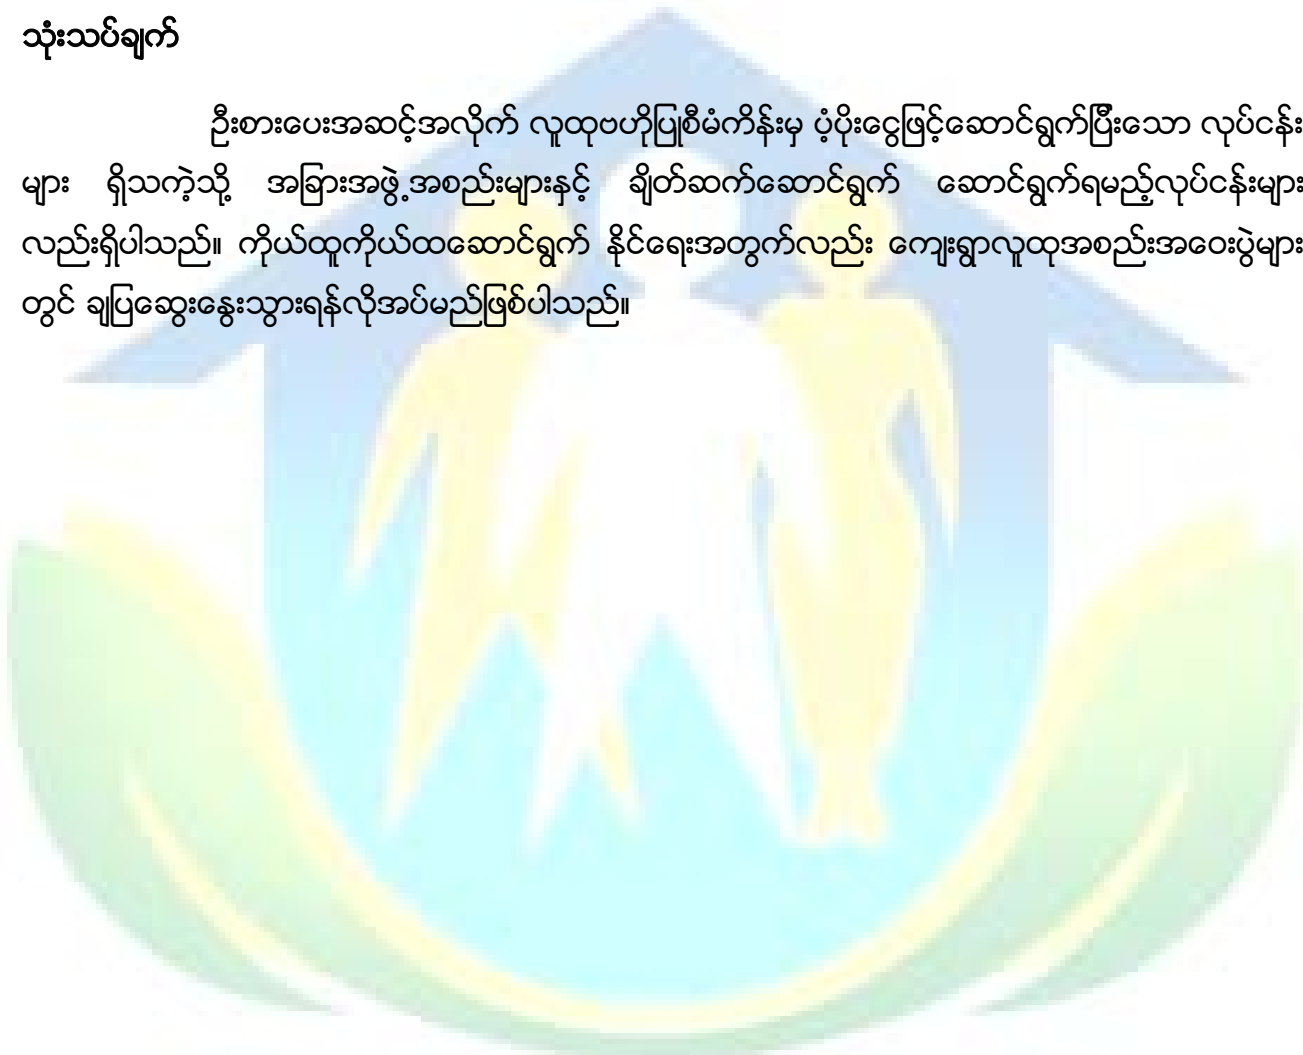 သုံးသပ်ချက်
ဦးစားပေးအဆင့်အလိုက် လူထုဗဟိုပြုစီမံကိန်းမှ ပံ့ပိုးငွေဖြင့်ဆောင်ရွက်ပြီးသော လုပ်ငန်း
များ ရှိသကဲ့သို့ အခြားအဖွဲ့အစည်းများနှင့် ချိတ်ဆက်ဆောင်ရွက် ဆောင်ရွက်ရမည့်လုပ်ငန်းများ
လည်းရှိပါသည်။ ကိုယ်ထူကိုယ်ထဆောင်ရွက် နိုင်ရေးအတွက်လည်း ကျေးရွာလူထုအစည်းအဝေးပွဲများ
တွင် ချပြဆွေးနွေးသွားရန်လိုအပ်မည်ဖြစ်ပါသည်။